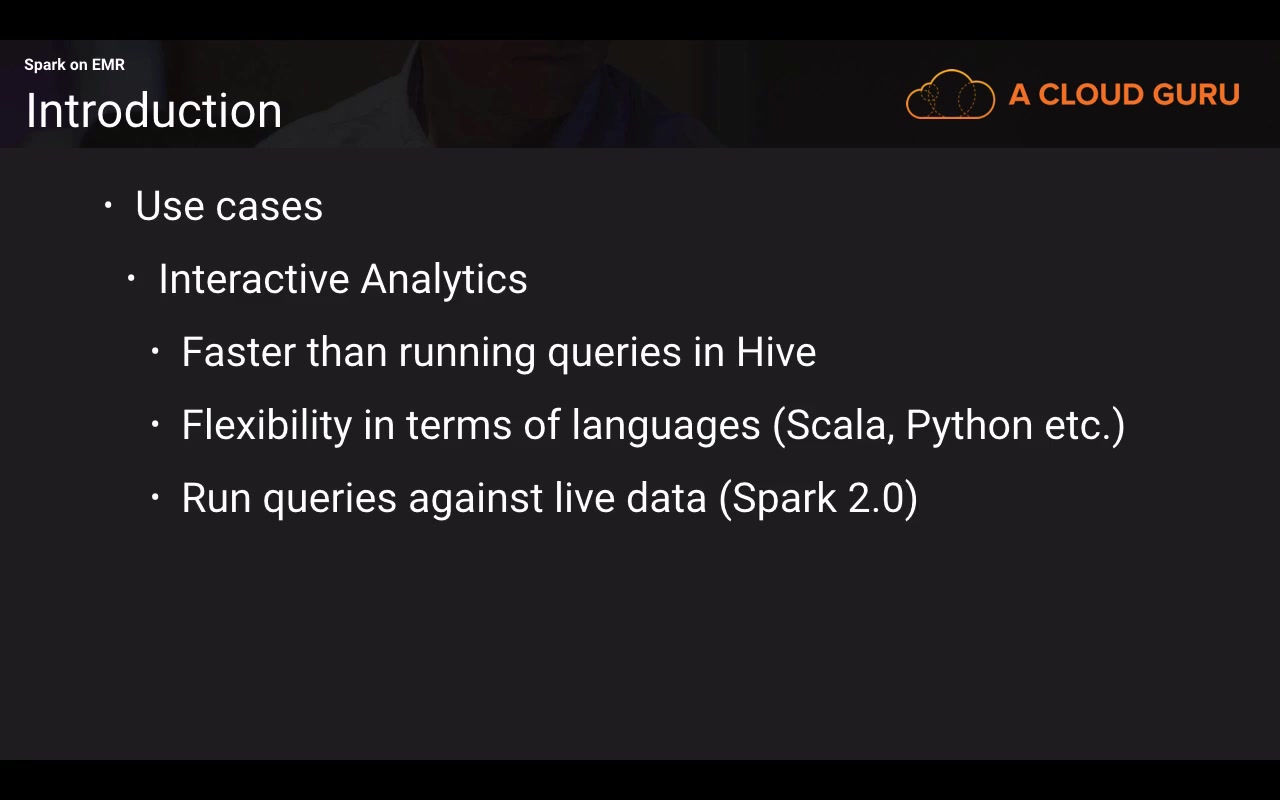 Spark on EMR
Introduction
A CLOUD GURU
• Use cases
• Interactive Analytics
• Faster than running queries in Hive
• Flexibility in terms of languages (Scala, Python etc.)
• Run queries against live data (Spark 2.0)